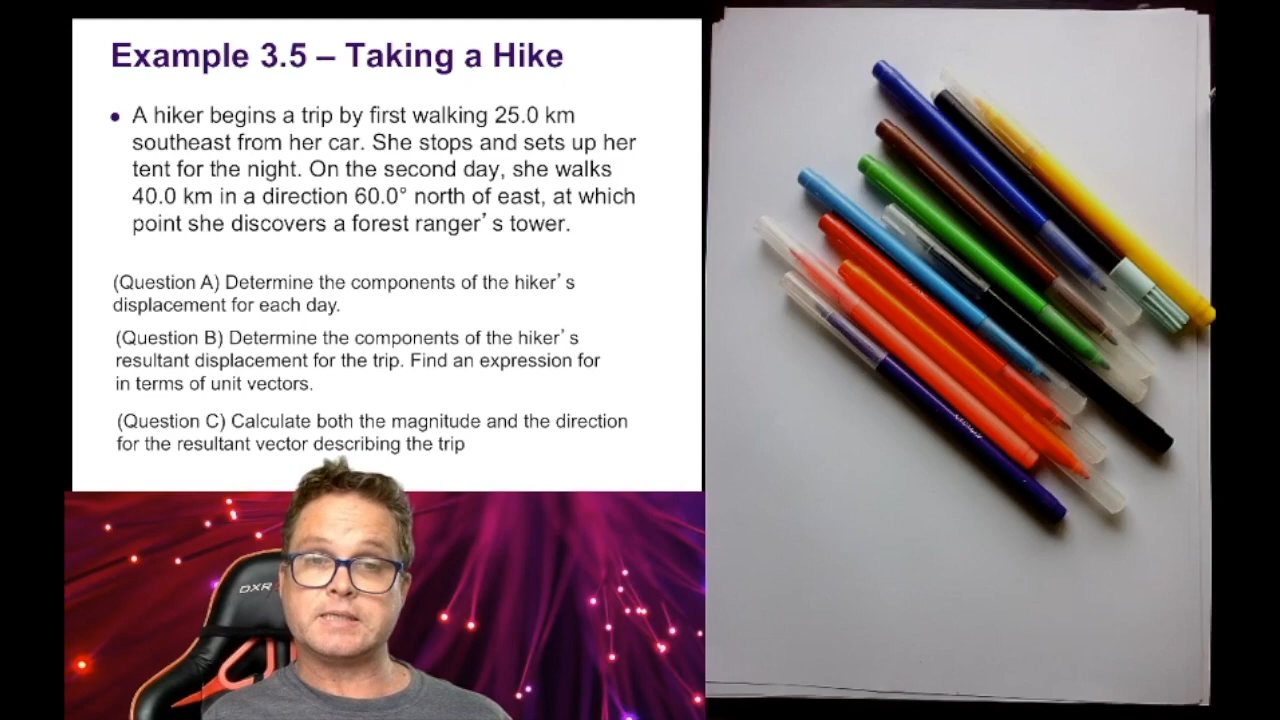 Example 3.5 – Taking a Hike
• A hiker begins a trip by first walking 25.0 km
southeast from her car. She stops and sets up her
tent for the night. On the second day, she walks
40.0 km in a direction 60.0° north of east, at which
point she discovers a forest ranger’s tower.
(Question A) Determine the components of the hiker’s
displacement for each day.
(Question B) Determine the components of the hiker’s
resultant displacement for the trip. Find an expression for
in terms of unit vectors.
(Question C) Calculate both the magnitude and the direction
for the resultant vector describing the trip
DXR